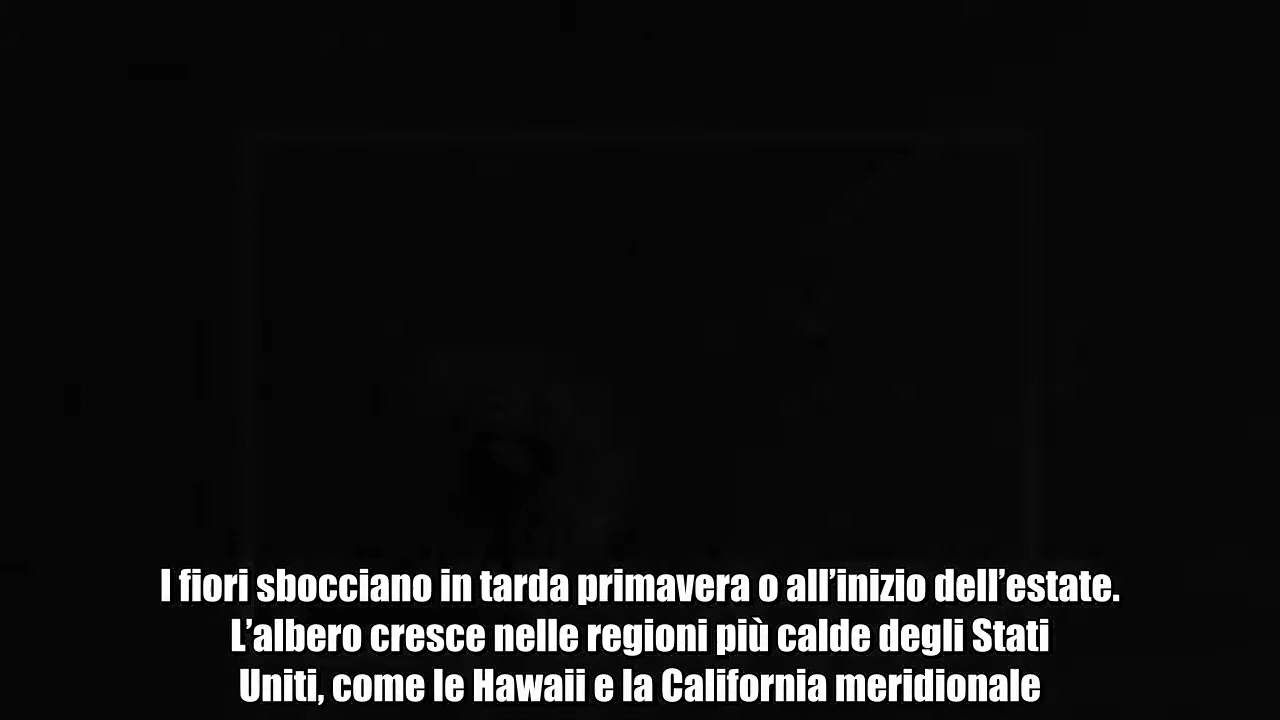 I fiori sbocciano in tarda primavera o all’inizio dell’estate.
L’albero cresce nelle regioni più calde degli Stati
Uniti, come le Hawaii e la California meridionale